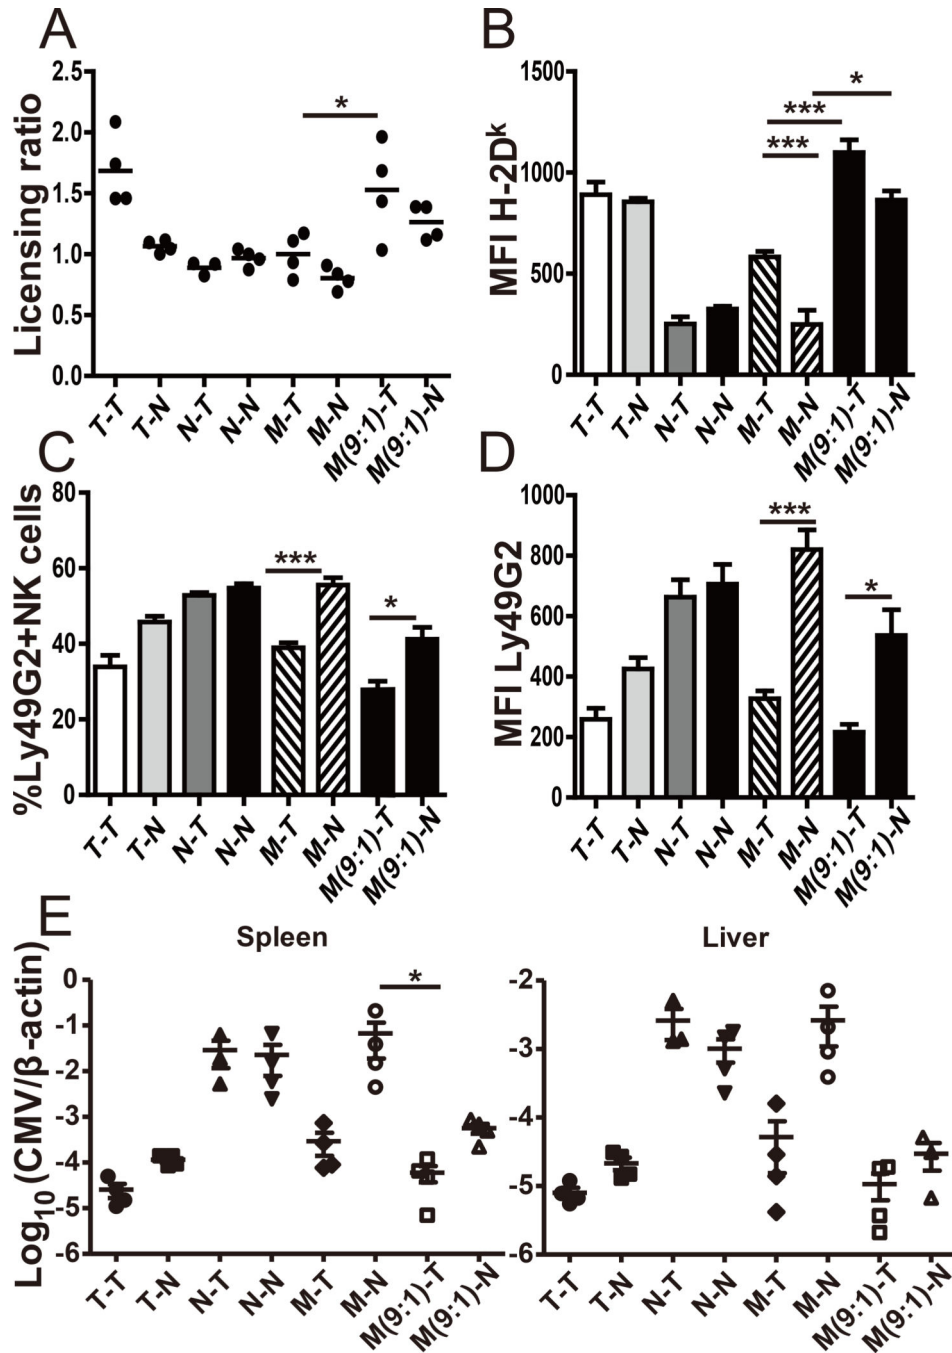 A
Licensing ratio
2.5
2.0
1.5
1.0
0.5
0.0
*
T-T
T-N
N-T
N-N
M-T
M-N
M(9:1)-T
M(9:1)-N
B
MFI H-2Dᵏ
1500
1000
500
0
***
***
*
T-T
T-N
N-T
N-N
M-T
M-N
M(9:1)-T
M(9:1)-N
C
%Ly49G2+NK cells
80
60
40
20
0
***
*
T-T
T-N
N-T
N-N
M-T
M-N
M(9:1)-T
M(9:1)-N
D
MFI Ly49G2
1000
800
600
400
200
0
***
*
T-T
T-N
N-T
N-N
M-T
M-N
M(9:1)-T
M(9:1)-N
E
Log₁₀(CMV/β-actin)
Spleen
0
-1
-2
-3
-4
-5
-6
*
T-T
T-N
N-T
N-N
M-T
M-N
M(9:1)-T
M(9:1)-N
Liver
-2
-3
-4
-5
-6
T-T
T-N
N-T
N-N
M-T
M-N
M(9:1)-T
M(9:1)-N